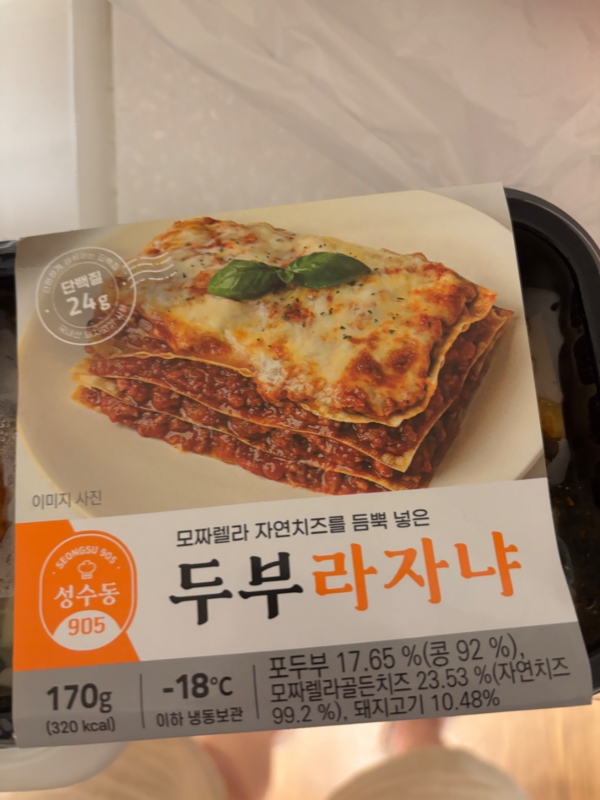 단백질
24g
이미지 사진
SEONGSU 905
성수동
905
모짜렐라 자연치즈를 듬뿍 넣은
두부라자냐
170g
(320 kcal)
-18℃
이하 냉동보관
포두부 17.65 %(콩 92 %),
모짜렐라골든치즈 23.53 %(자연치즈
99.2 %), 돼지고기 10.48%